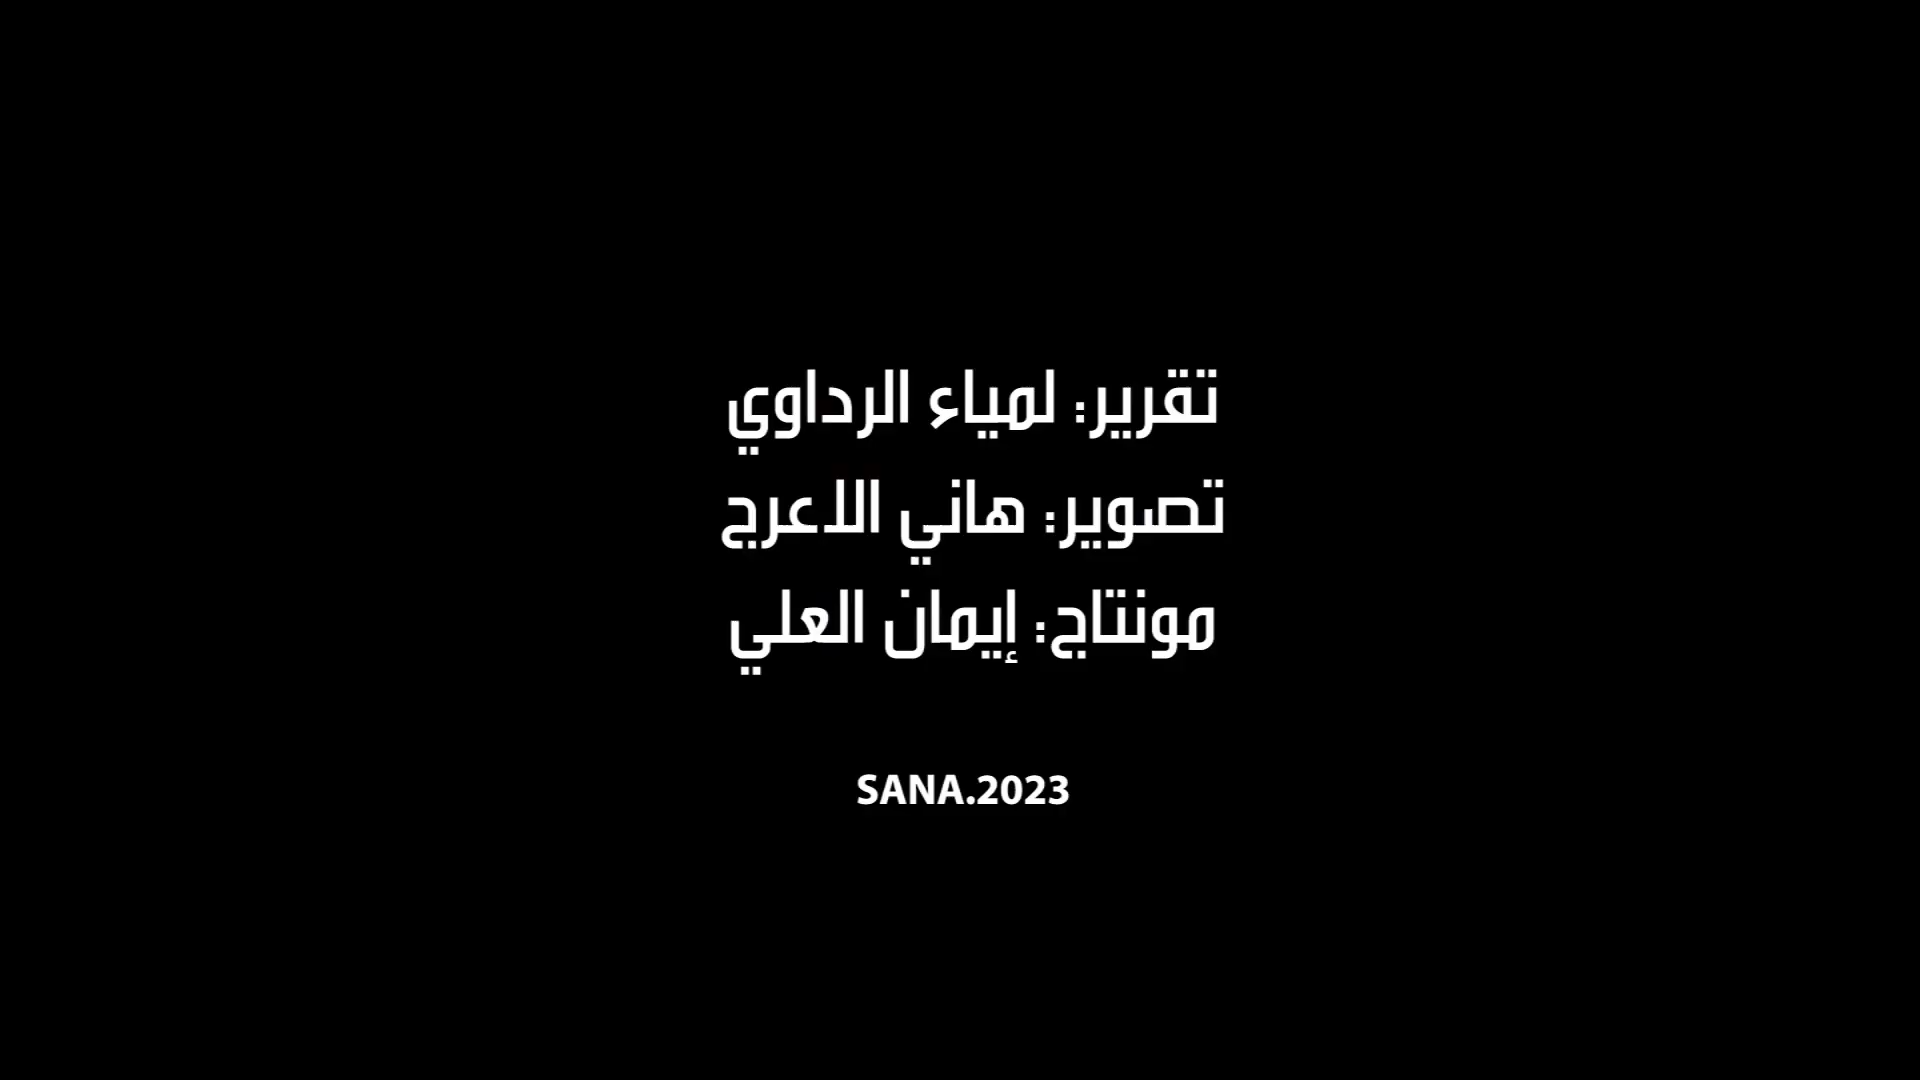 تقرير: لمياء الرداوي
تصوير: هاني الاعرج
مونتاج: إيمان العلي
SANA.2023